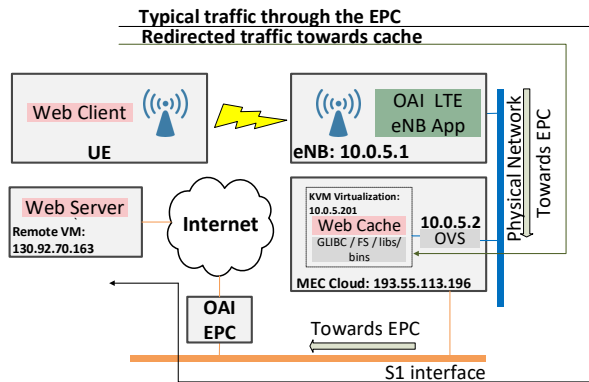 Typical traffic through the EPC
Redirected traffic towards cache
Web Client
UE
OAI LTE
eNB App
eNB: 10.0.5.1
Physical Network
Towards EPC
Web Server
Remote VM:
130.92.70.163
Internet
KVM Virtualization:
10.0.5.201
Web Cache
GLIBC / FS / libs/
bins
10.0.5.2
OVS
MEC Cloud: 193.55.113.196
OAI
EPC
Towards EPC
S1 interface